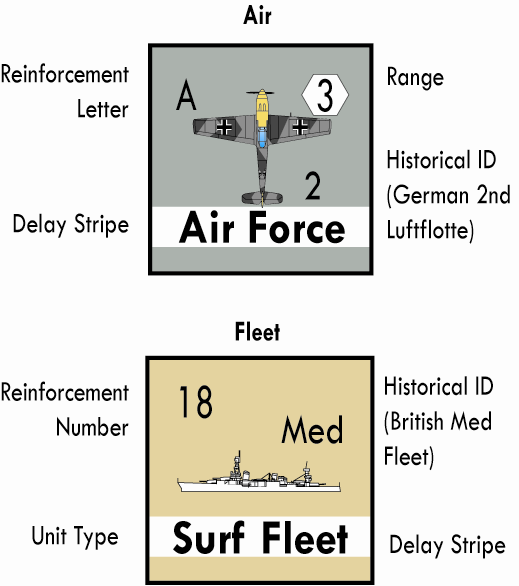 Air
Reinforcement
Letter
A
3
Range
2
Historical ID
(German 2nd
Luftflotte)
Delay Stripe
Air Force
Fleet
Reinforcement
Number
18
Med
Historical ID
(British Med
Fleet)
Unit Type
Surf Fleet
Delay Stripe